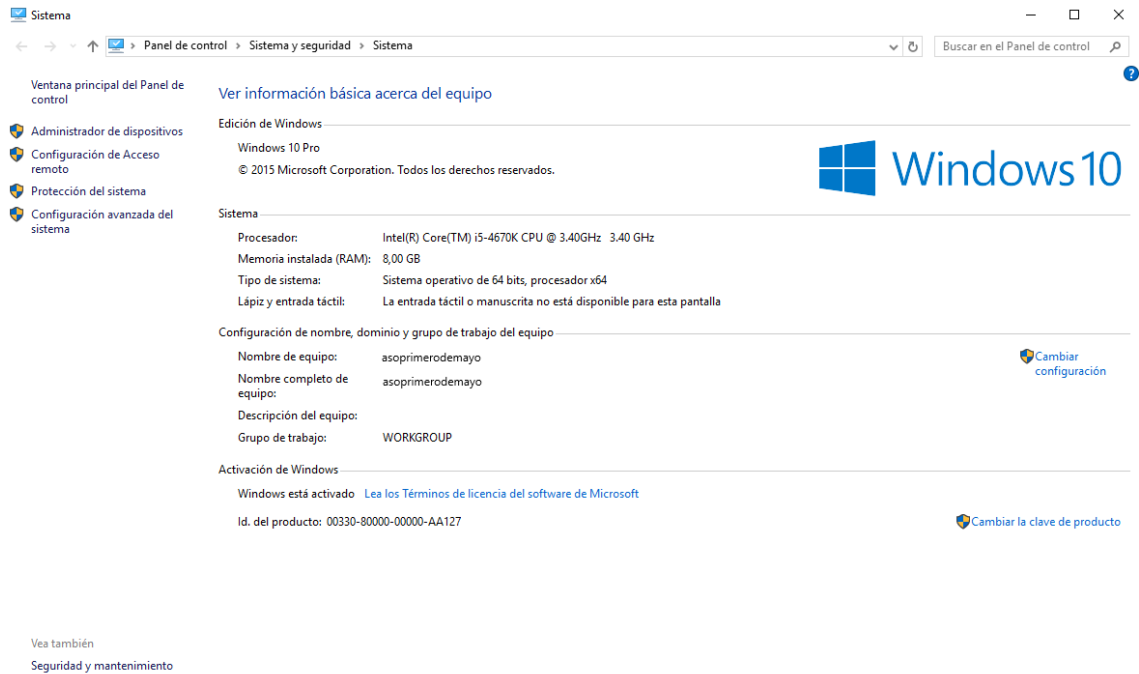 Sistema
Panel de control › Sistema y seguridad › Sistema
Buscar en el Panel de control
?
Ventana principal del Panel de
control
Administrador de dispositivos
Configuración de Acceso
remoto
Protección del sistema
Configuración avanzada del
sistema
Ver información básica acerca del equipo
Edición de Windows
Windows 10 Pro
© 2015 Microsoft Corporation. Todos los derechos reservados.
Windows 10
Sistema
Procesador: Intel(R) Core(TM) i5-4670K CPU @ 3.40GHz 3.40 GHz
Memoria instalada (RAM): 8,00 GB
Tipo de sistema: Sistema operativo de 64 bits, procesador x64
Lápiz y entrada táctil: La entrada táctil o manuscrita no está disponible para esta pantalla
Configuración de nombre, dominio y grupo de trabajo del equipo
Nombre de equipo: asoprimerodemayo
Cambiar
configuración
Nombre completo de
equipo: asoprimerodemayo
Descripción del equipo:
Grupo de trabajo: WORKGROUP
Activación de Windows
Windows está activado Lea los Términos de licencia del software de Microsoft
Id. del producto: 00330-80000-00000-AA127
Cambiar la clave de producto
Vea también
Seguridad y mantenimiento